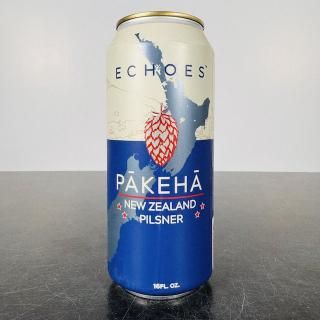 ECHOES
PĀKEHĀ
NEW ZEALAND
PILSNER
16FL. OZ.